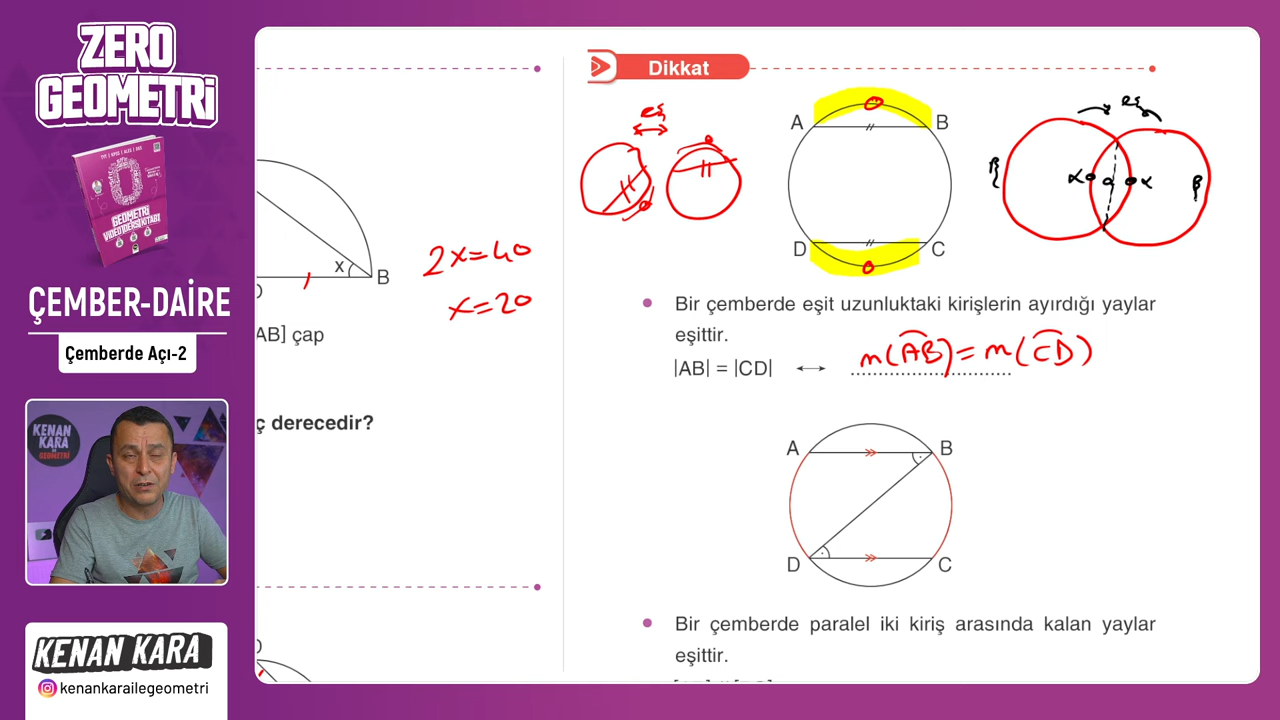 ZERO
GEOMETRİ
GEOMETRİ
VİDEO DERS KİTABI
ÇEMBER-DAİRE
Çemberde Açı-2
KENAN
KARA
GEOMETRİ
KENAN KARA
kenankarailegeometri
x
B
AB] çap
2x=40
x=20
ç derecedir?
Dikkat
eş
A
B
D
C
eş
β
α
α
β
Bir çemberde eşit uzunluktaki kirişlerin ayırdığı yaylar
eşittir.
|AB| = |CD| ↔ m(AB)=m(CD)
A
B
D
C
Bir çemberde paralel iki kiriş arasında kalan yaylar
eşittir.